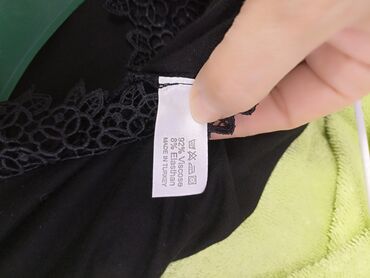 92% Viscose
8% Elasthan
MADE IN TURKEY